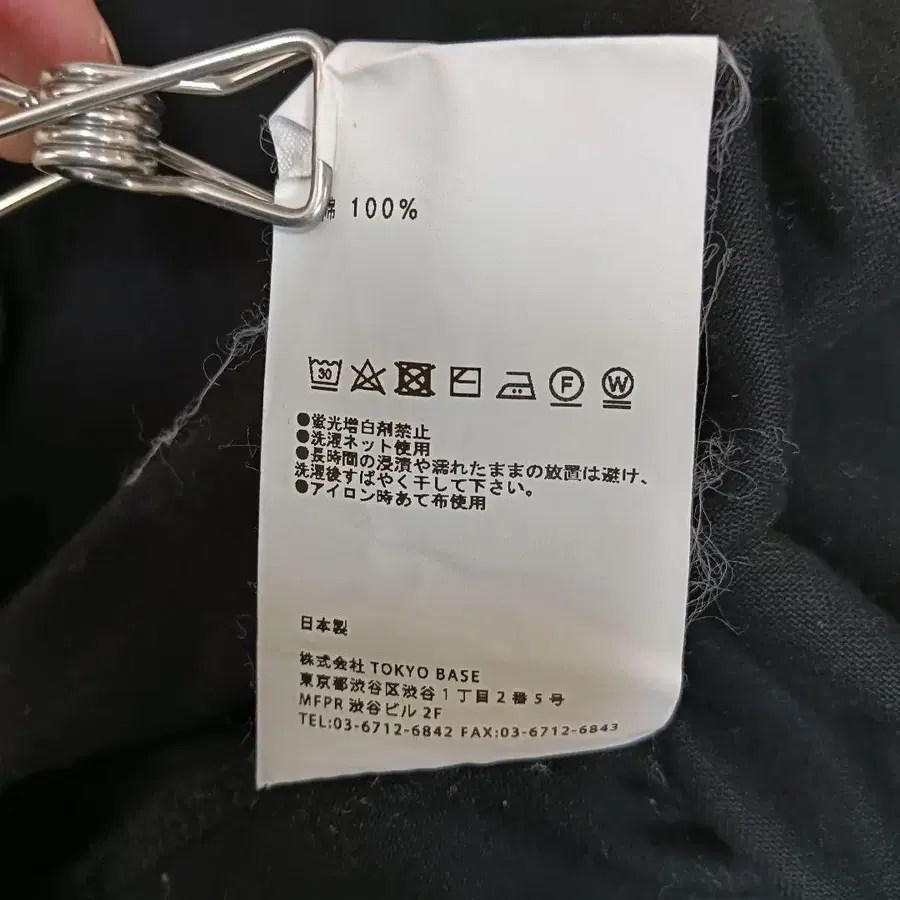 綿 100%
30
F
W
●蛍光増白剤禁止
●洗濯ネット使用
●長時間の浸漬や濡れたままの放置は避け、
洗濯後すばやく干して下さい。
●アイロン時あて布使用
日本製
株式会社 TOKYO BASE
東京都渋谷区渋谷1丁目2番5号
MFPR 渋谷ビル 2F
TEL:03-6712-6842 FAX:03-6712-6843